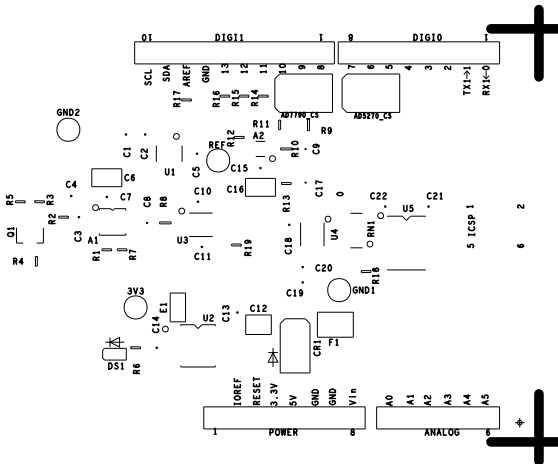 10 DIGI1 1 8 DIGI0 1
SCL SDA AREF GND 13 12 11 10 9 8 7 6 5 4 3 2 TX1→1 RX1←0
R17 R16 R15 R14
AD7790_CS AD5270_CS
GND2 R11 R9
C1 C2 U1 C5 REF R12 A2 R10 C9
C15
C6 C16 R13 C17 0
C4 C7
R5 R3 R2 C3 C8 R8 C10 C22 U5 C21 ICSP 1 2
Q1 A1 U3 C18 U4 RN1
R1 R7 C11 R19 5 6
R4 C20 R18
C19 GND1
3V3 E1
C14 U2 C13 C12 F1
DS1 R6 CR1
IOREF RESET 3.3V 5V GND GND Vin A0 A1 A2 A3 A4 A5
1 POWER 8 ANALOG 6